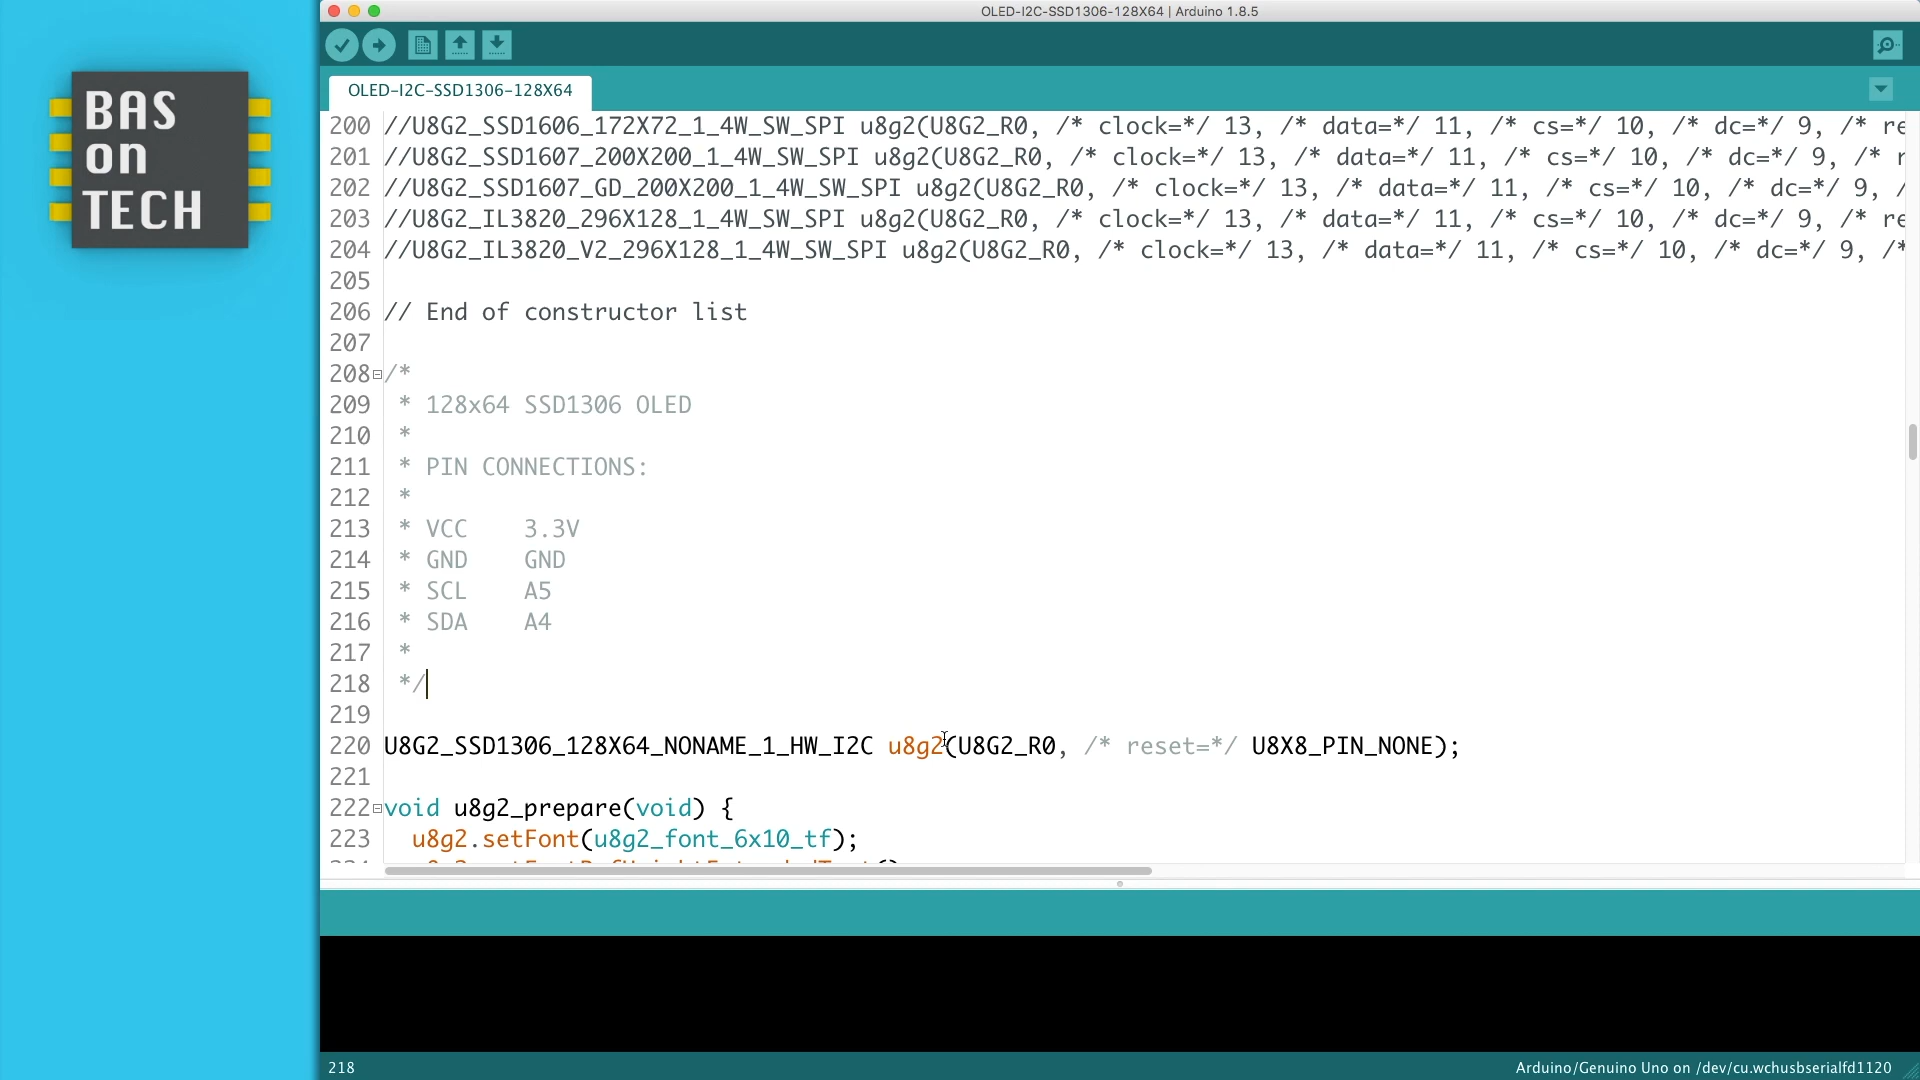 OLED-I2C-SSD1306-128X64 | Arduino 1.8.5
BAS
on
TECH
OLED-I2C-SSD1306-128X64
200 //U8G2_SSD1606_172X72_1_4W_SW_SPI u8g2(U8G2_R0, /* clock=*/ 13, /* data=*/ 11, /* cs=*/ 10, /* dc=*/ 9, /* re
201 //U8G2_SSD1607_200X200_1_4W_SW_SPI u8g2(U8G2_R0, /* clock=*/ 13, /* data=*/ 11, /* cs=*/ 10, /* dc=*/ 9, /* r
202 //U8G2_SSD1607_GD_200X200_1_4W_SW_SPI u8g2(U8G2_R0, /* clock=*/ 13, /* data=*/ 11, /* cs=*/ 10, /* dc=*/ 9, /
203 //U8G2_IL3820_296X128_1_4W_SW_SPI u8g2(U8G2_R0, /* clock=*/ 13, /* data=*/ 11, /* cs=*/ 10, /* dc=*/ 9, /* re
204 //U8G2_IL3820_V2_296X128_1_4W_SW_SPI u8g2(U8G2_R0, /* clock=*/ 13, /* data=*/ 11, /* cs=*/ 10, /* dc=*/ 9, /*
205
206 // End of constructor list
207
208 /*
209 * 128x64 SSD1306 OLED
210 *
211 * PIN CONNECTIONS:
212 *
213 * VCC 3.3V
214 * GND GND
215 * SCL A5
216 * SDA A4
217 *
218 */
219
220 U8G2_SSD1306_128X64_NONAME_1_HW_I2C u8g2(U8G2_R0, /* reset=*/ U8X8_PIN_NONE);
221
222 void u8g2_prepare(void) {
223 u8g2.setFont(u8g2_font_6x10_tf);
218
Arduino/Genuino Uno on /dev/cu.wchusbserialfd1120